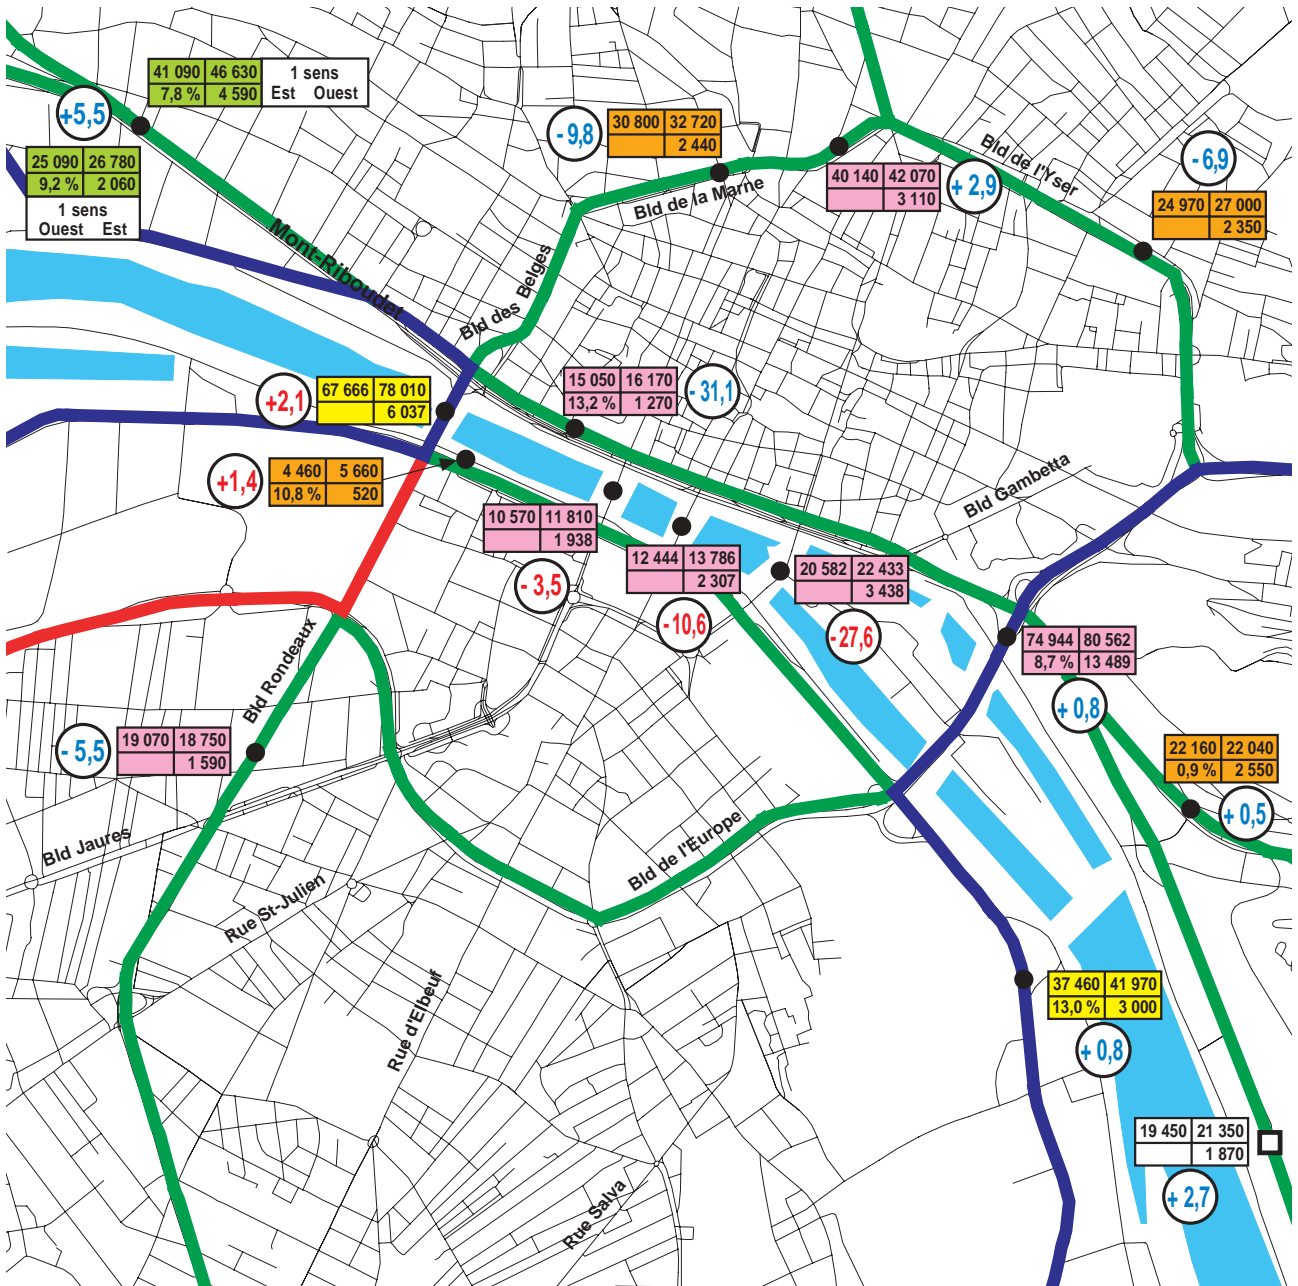 41 090 46 630 1 sens
7,8 % 4 590 Est Ouest
+5,5
25 090 26 780
9,2 % 2 060
1 sens
Ouest Est
- 9,8
30 800 32 720
2 440
Bld de la Marne
40 140 42 070
3 110
+ 2,9
Bld de l'Yser
- 6,9
24 970 27 000
2 350
Mont-Riboudet
Bld des Belges
+2,1
67 666 78 010
6 037
15 050 16 170
13,2 % 1 270
- 31,1
+1,4
4 460 5 660
10,8 % 520
Bld Gambetta
10 570 11 810
1 938
- 3,5
12 444 13 786
2 307
-10,6
20 582 22 433
3 438
-27,6
74 944 80 562
8,7 % 13 489
+ 0,8
Bld Rondeaux
- 5,5
19 070 18 750
1 590
22 160 22 040
0,9 % 2 550
+ 0,5
Bld Jaures
Rue St-Julien
Bld de l'Europe
Rue d'Elbeuf
37 460 41 970
13,0 % 3 000
+ 0,8
19 450 21 350
1 870
+ 2,7
Rue Salva